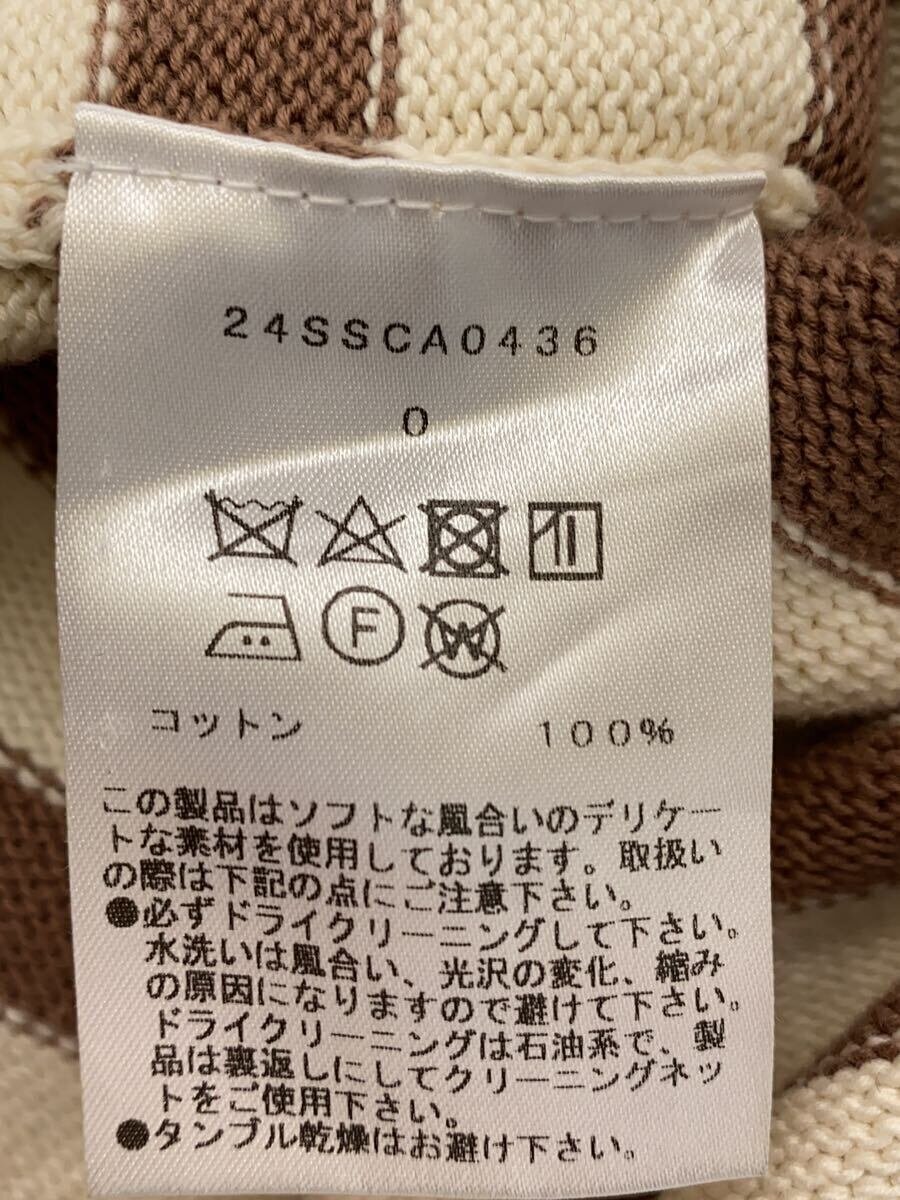 24SSCA0436
0
F
W
コットン 100%
この製品はソフトな風合いのデリケー
トな素材を使用しております。取扱い
の際は下記の点にご注意下さい。
●必ずドライクリーニングして下さい。
水洗いは風合い、光沢の変化、縮み
の原因になりますので避けて下さい。
ドライクリーニングは石油系で、製
品は裏返しにしてクリーニングネッ
トをご使用下さい。
●タンブル乾燥はお避け下さい。